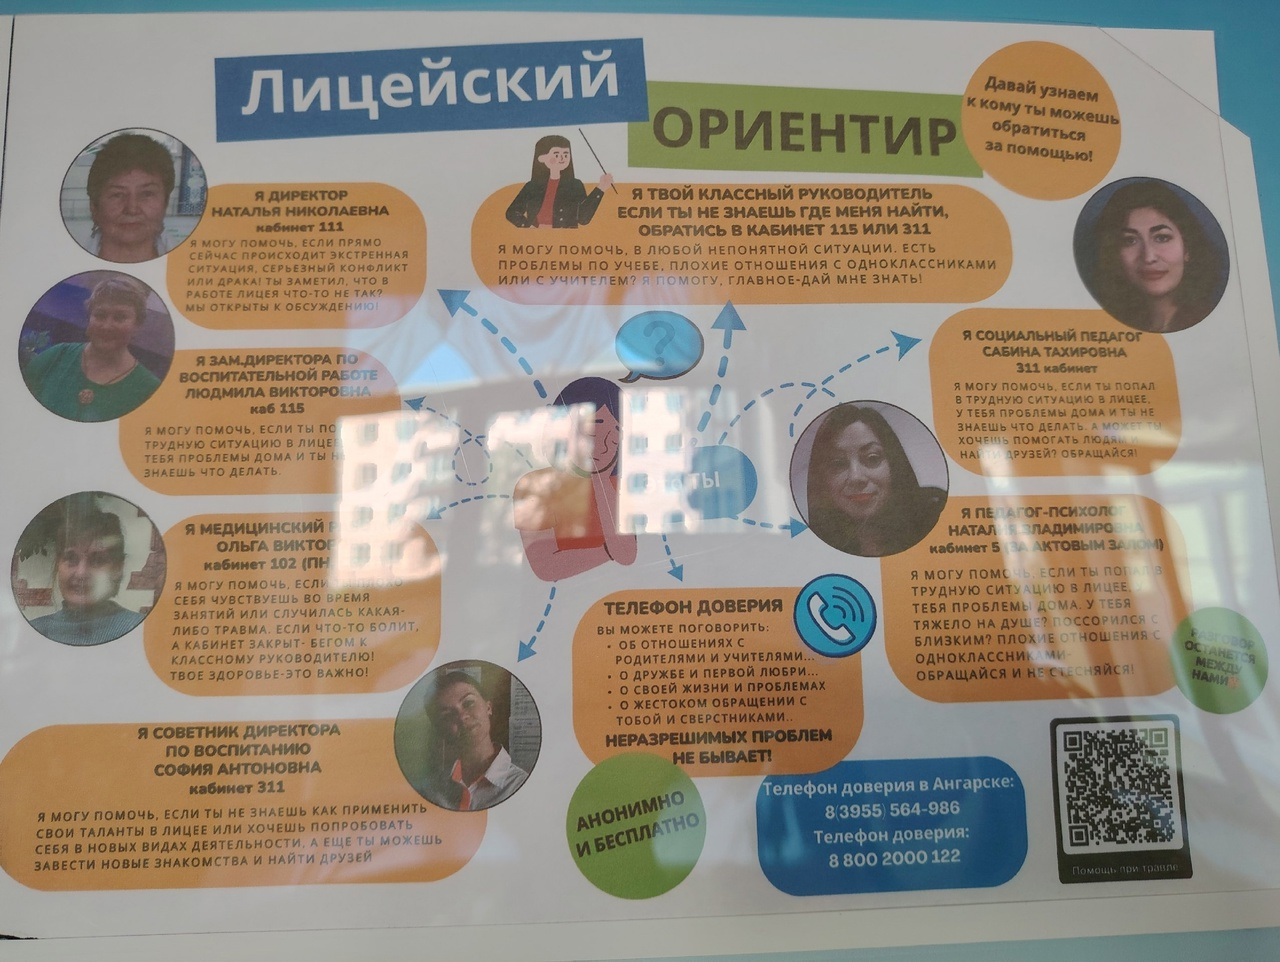 Лицейский
ОРИЕНТИР
Давай узнаем
к кому ты можешь
обратиться
за помощью!
Я ДИРЕКТОР
НАТАЛЬЯ НИКОЛАЕВНА
кабинет 111
Я МОГУ ПОМОЧЬ, ЕСЛИ ПРЯМО
СЕЙЧАС ПРОИСХОДИТ ЭКСТРЕННАЯ
СИТУАЦИЯ, СЕРЬЕЗНЫЙ КОНФЛИКТ
ИЛИ ДРАКА! ТЫ ЗАМЕТИЛ, ЧТО В
РАБОТЕ ЛИЦЕЯ ЧТО-ТО НЕ ТАК?
МЫ ОТКРЫТЫ К ОБСУЖДЕНИЮ!
Я ТВОЙ КЛАССНЫЙ РУКОВОДИТЕЛЬ
ЕСЛИ ТЫ НЕ ЗНАЕШЬ ГДЕ МЕНЯ НАЙТИ,
ОБРАТИСЬ В КАБИНЕТ 115 ИЛИ 311
Я МОГУ ПОМОЧЬ, В ЛЮБОЙ НЕПОНЯТНОЙ СИТУАЦИИ. ЕСТЬ
ПРОБЛЕМЫ ПО УЧЕБЕ, ПЛОХИЕ ОТНОШЕНИЯ С ОДНОКЛАССНИКАМИ
ИЛИ С УЧИТЕЛЕМ? Я ПОМОГУ, ГЛАВНОЕ-ДАЙ МНЕ ЗНАТЬ!
Я ЗАМ.ДИРЕКТОРА ПО
ВОСПИТАТЕЛЬНОЙ РАБОТЕ
ЛЮДМИЛА ВИКТОРОВНА
каб 115
Я МОГУ ПОМОЧЬ, ЕСЛИ ТЫ
ТРУДНУЮ СИТУАЦИЮ В ЛИЦЕЕ
ТЕБЯ ПРОБЛЕМЫ ДОМА И ТЫ НЕ
ЗНАЕШЬ ЧТО ДЕЛАТЬ.
?
ТЫ
Я СОЦИАЛЬНЫЙ ПЕДАГОГ
САБИНА ТАХИРОВНА
311 кабинет
Я МОГУ ПОМОЧЬ, ЕСЛИ ТЫ ПОПАЛ
В ТРУДНУЮ СИТУАЦИЮ В ЛИЦЕЕ,
У ТЕБЯ ПРОБЛЕМЫ ДОМА И ТЫ НЕ
ЗНАЕШЬ ЧТО ДЕЛАТЬ. А МОЖЕТ ТЫ
ХОЧЕШЬ ПОМОГАТЬ ЛЮДЯМ И
НАЙТИ ДРУЗЕЙ? ОБРАЩАЙСЯ!
Я МЕДИЦИНСКИЙ
ОЛЬГА
кабинет 102 (ПН
Я МОГУ ПОМОЧЬ, ЕСЛИ ПЛОХО
СЕБЯ ЧУВСТВУЕШЬ ВО ВРЕМЯ
ЗАНЯТИЙ ИЛИ СЛУЧИЛАСЬ КАКАЯ-
ЛИБО ТРАВМА. ЕСЛИ ЧТО-ТО БОЛИТ,
А КАБИНЕТ ЗАКРЫТ- БЕГОМ К
КЛАССНОМУ РУКОВОДИТЕЛЮ!
ТВОЕ ЗДОРОВЬЕ-ЭТО ВАЖНО!
Я ПЕДАГОГ-ПСИХОЛОГ
НАТАЛЬЯ ВЛАДИМИРОВНА
кабинет 5 (ЗА АКТОВЫМ ЗАЛОМ)
Я МОГУ ПОМОЧЬ, ЕСЛИ ТЫ ПОПАЛ В
ТРУДНУЮ СИТУАЦИЮ В ЛИЦЕЕ,
ТЕБЯ ПРОБЛЕМЫ ДОМА. У ТЕБЯ
ТЯЖЕЛО НА ДУШЕ? ПОССОРИЛСЯ С
БЛИЗКИМ? ПЛОХИЕ ОТНОШЕНИЯ С
ОДНОКЛАССНИКАМИ-
ОБРАЩАЙСЯ И НЕ СТЕСНЯЙСЯ!
РАЗГОВОР
ОСТАНЕТСЯ
МЕЖДУ
НАМИ
ТЕЛЕФОН ДОВЕРИЯ
ВЫ МОЖЕТЕ ПОГОВОРИТЬ:
• ОБ ОТНОШЕНИЯХ С
РОДИТЕЛЯМИ И УЧИТЕЛЯМИ...
• О ДРУЖБЕ И ПЕРВОЙ ЛЮБРИ...
• О СВОЕЙ ЖИЗНИ И ПРОБЛЕМАХ
• О ЖЕСТОКОМ ОБРАЩЕНИИ С
ТОБОЙ И СВЕРСТНИКАМИ..
НЕРАЗРЕШИМЫХ ПРОБЛЕМ
НЕ БЫВАЕТ!
Я СОВЕТНИК ДИРЕКТОРА
ПО ВОСПИТАНИЮ
СОФИЯ АНТОНОВНА
кабинет 311
Я МОГУ ПОМОЧЬ, ЕСЛИ ТЫ НЕ ЗНАЕШЬ КАК ПРИМЕНИТЬ
СВОИ ТАЛАНТЫ В ЛИЦЕЕ ИЛИ ХОЧЕШЬ ПОПРОБОВАТЬ
СЕБЯ В НОВЫХ ВИДАХ ДЕЯТЕЛЬНОСТИ, А ЕЩЕ ТЫ МОЖЕШЬ
ЗАВЕСТИ НОВЫЕ ЗНАКОМСТВА И НАЙТИ ДРУЗЕЙ
АНОНИМНО
И БЕСПЛАТНО
Телефон доверия в Ангарске:
8(3955) 564-986
Телефон доверия:
8 800 2000 122
Помощь при травле